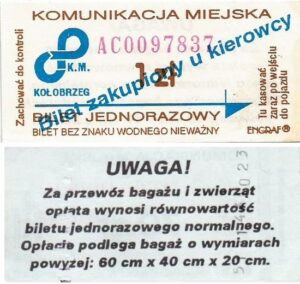 KOMUNIKACJA MIEJSKA
Zachować do kontroli
AC0097837
K.M.
KOŁOBRZEG
1 zł
Bilet zakupiony u kierowcy
Tu kasować
zaraz po wejściu
do pojazdu
BILET JEDNORAZOWY
BILET BEZ ZNAKU WODNEGO NIEWAŻNY
ENGRAF®
UWAGA!
Za przewóz bagażu i zwierząt
opłata wynosi równowartość
biletu jednorazowego normalnego.
Opłacie podlega bagaż o wymiarach
powyżej: 60 cm x 40 cm x 20 cm.